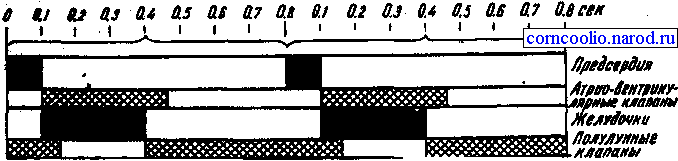 0 0.1 0.2 0.3 0.4 0.5 0.6 0.7 0.8 0.1 0.2 0.3 0.4 0.5 0.6 0.7 0.8 сек
corncoolio.narod.ru
Предсердия
Атрио-вентрику-
лярные клапаны
Желудочки
Полулунные
клапаны